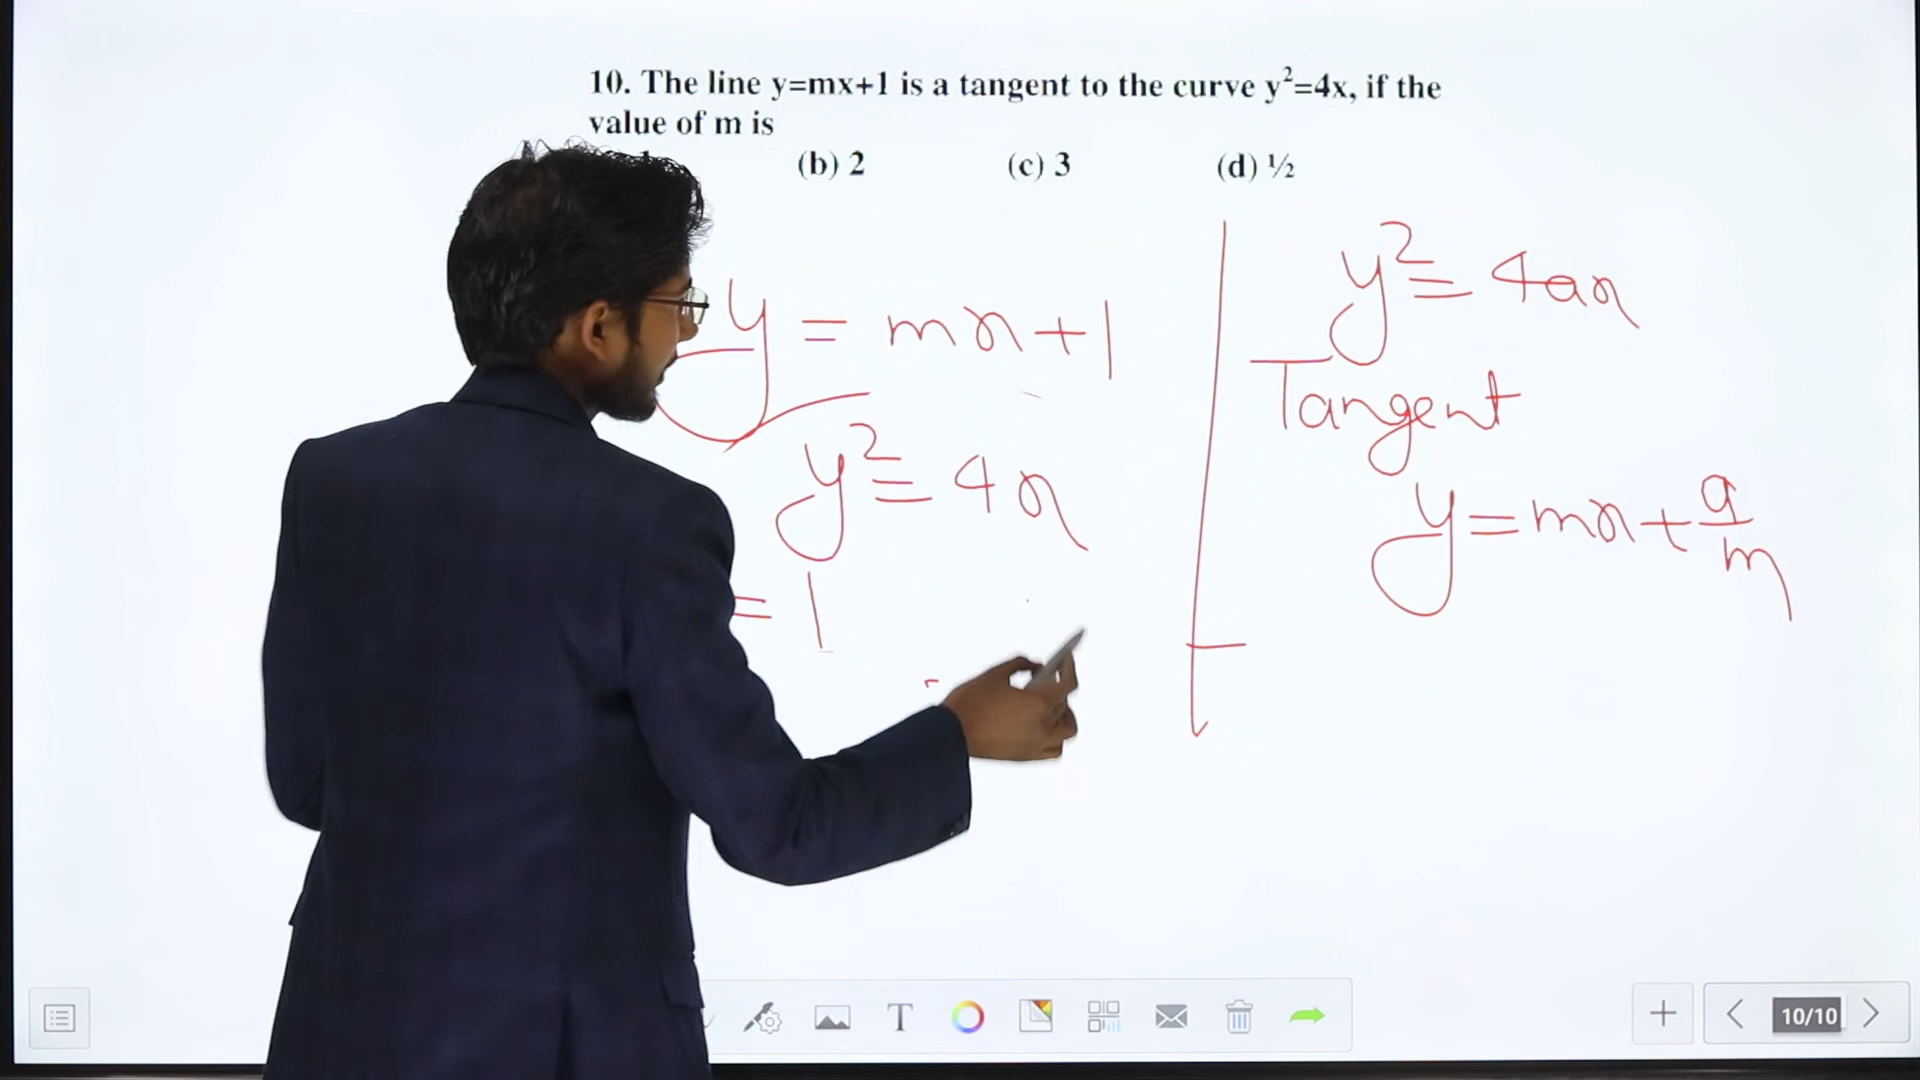 10. The line y=mx+1 is a tangent to the curve y²=4x, if the
value of m is
(b) 2 (c) 3 (d) ½
y = mx+1
y² = 4x
= 1
y² = 4ax
Tangent
y = mx + a/m
T
10/10